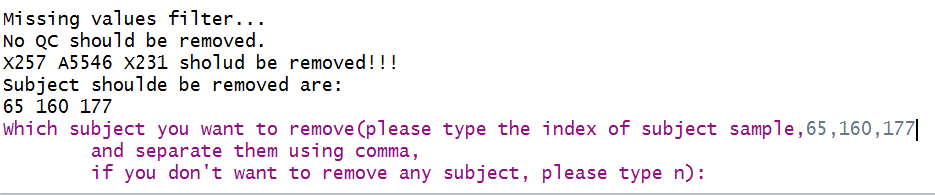 Missing values filter...
No QC should be removed.
X257 A5546 X231 sholud be removed!!!
Subject shoulde be removed are:
65 160 177
Which subject you want to remove(please type the index of subject sample,65,160,177
and separate them using comma,
if you don't want to remove any subject, please type n):